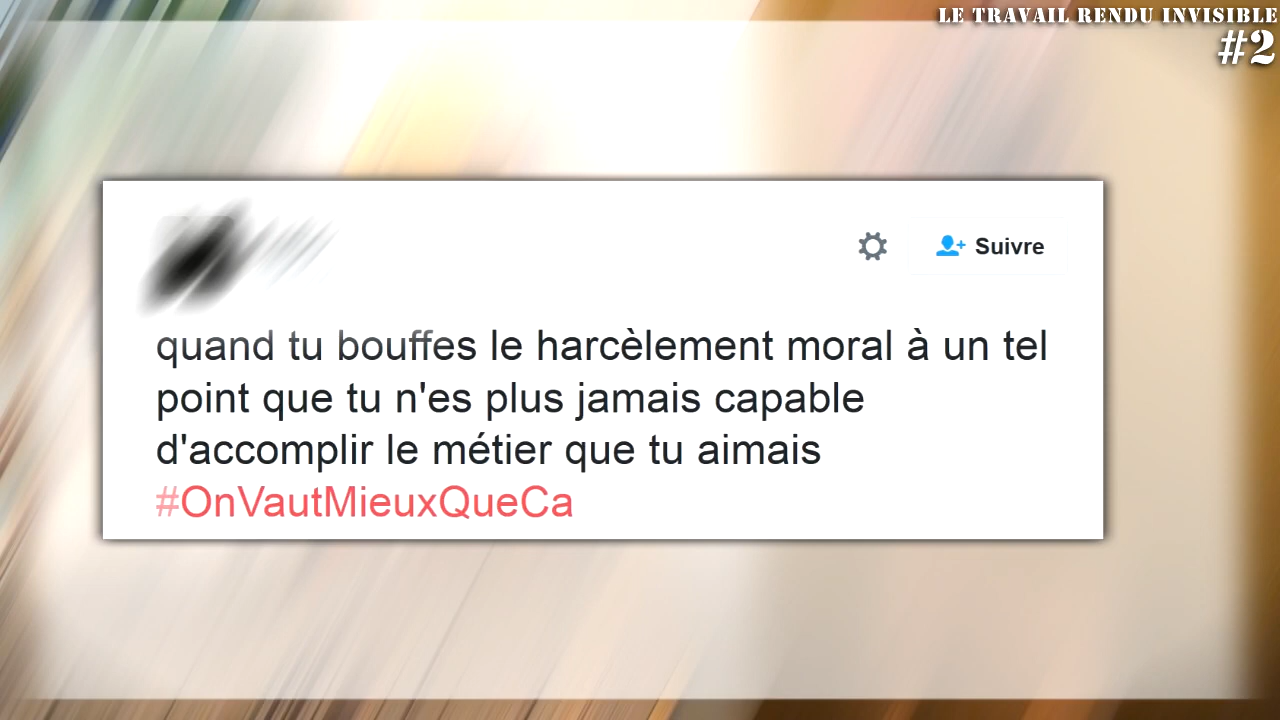 LE TRAVAIL RENDU INVISIBLE
#2
Suivre
quand tu bouffes le harcèlement moral à un tel
point que tu n'es plus jamais capable
d'accomplir le métier que tu aimais
#OnVautMieuxQueCa